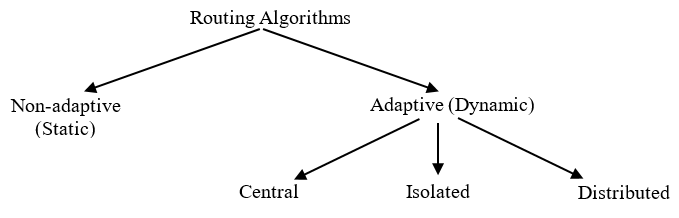 Routing Algorithms
Non-adaptive
(Static)
Adaptive (Dynamic)
Central
Isolated
Distributed